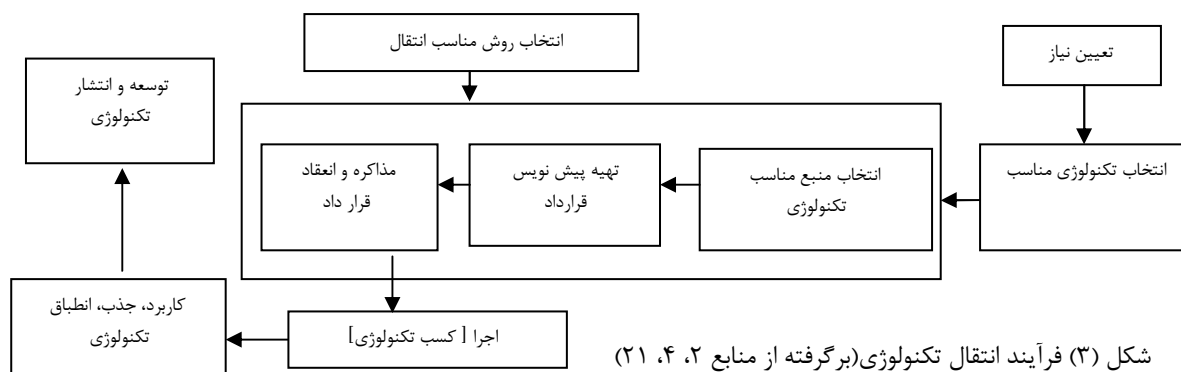 تعیین نیاز
انتخاب تکنولوژی مناسب
انتخاب روش مناسب انتقال
انتخاب منبع مناسب
تکنولوژی
تهیه پیش نویس
قرارداد
مذاکره و انعقاد
قرار داد
اجرا [ کسب تکنولوژی]
کاربرد، جذب، انطباق
تکنولوژی
توسعه و انتشار
تکنولوژی
شکل (۳) فرآیند انتقال تکنولوژی(برگرفته از منابع ۲، ۴، ۲۱)